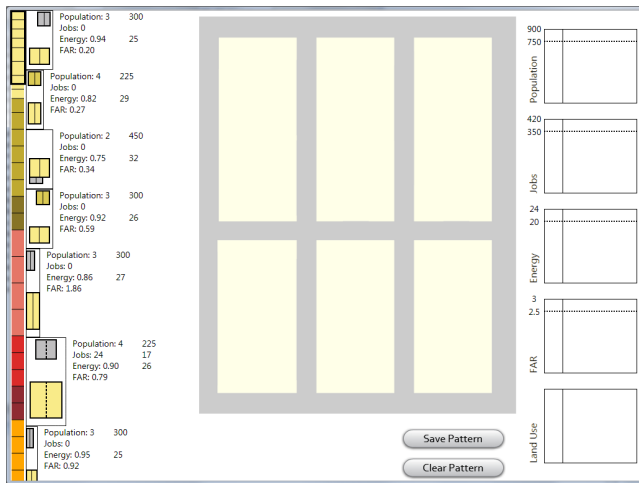 Population: 3 300
Jobs: 0
Energy: 0.94 25
FAR: 0.20
Population: 4 225
Jobs: 0
Energy: 0.82 29
FAR: 0.27
Population: 2 450
Jobs: 0
Energy: 0.75 32
FAR: 0.34
Population: 3 300
Jobs: 0
Energy: 0.92 26
FAR: 0.59
Population: 3 300
Jobs: 0
Energy: 0.86 27
FAR: 1.86
Population: 4 225
Jobs: 24 17
Energy: 0.90 26
FAR: 0.79
Population: 3 300
Jobs: 0
Energy: 0.95 25
FAR: 0.92
Save Pattern
Clear Pattern
900
750
Population
420
350
Jobs
24
20
Energy
3
2.5
FAR
Land Use